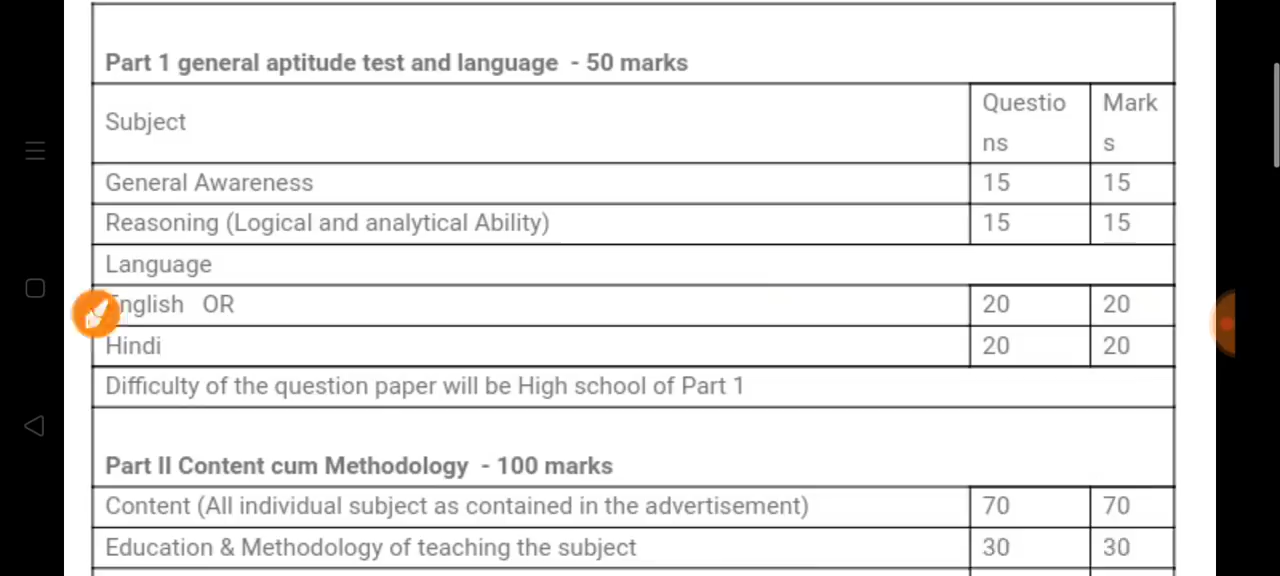 Part 1 general aptitude test and language - 50 marks
Subject
Questio
ns
Mark
s
General Awareness 15 15
Reasoning (Logical and analytical Ability) 15 15
Language
English OR 20 20
Hindi 20 20
Difficulty of the question paper will be High school of Part 1
Part II Content cum Methodology - 100 marks
Content (All individual subject as contained in the advertisement) 70 70
Education & Methodology of teaching the subject 30 30